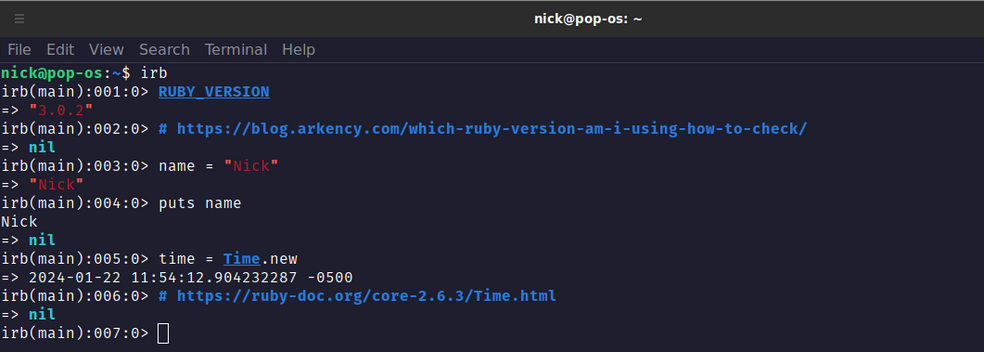 nick@pop-os: ~
File Edit View Search Terminal Help
nick@pop-os:~$ irb
irb(main):001:0> RUBY_VERSION
=> "3.0.2"
irb(main):002:0> # https://blog.arkency.com/which-ruby-version-am-i-using-how-to-check/
=> nil
irb(main):003:0> name = "Nick"
=> "Nick"
irb(main):004:0> puts name
Nick
=> nil
irb(main):005:0> time = Time.new
=> 2024-01-22 11:54:12.904232287 -0500
irb(main):006:0> # https://ruby-doc.org/core-2.6.3/Time.html
=> nil
irb(main):007:0>